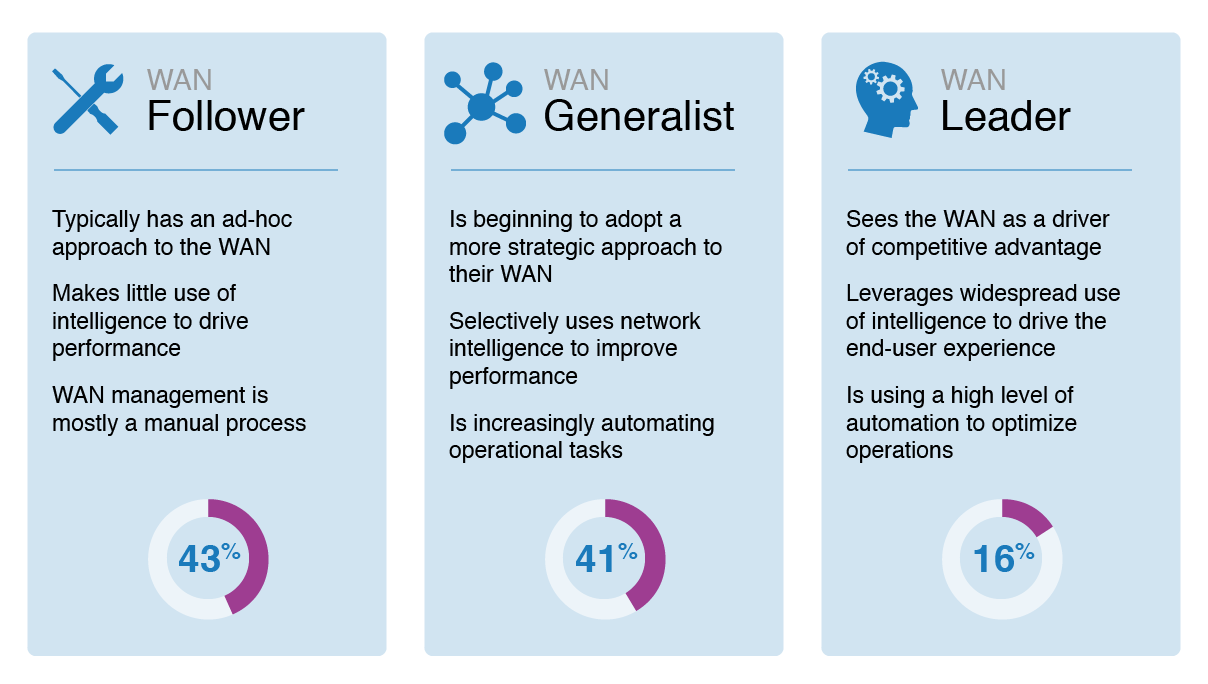 WAN
Follower
Typically has an ad-hoc
approach to the WAN
Makes little use of
intelligence to drive
performance
WAN management is
mostly a manual process
43%
WAN
Generalist
Is beginning to adopt a
more strategic approach to
their WAN
Selectively uses network
intelligence to improve
performance
Is increasingly automating
operational tasks
41%
WAN
Leader
Sees the WAN as a driver
of competitive advantage
Leverages widespread use
of intelligence to drive the
end-user experience
Is using a high level of
automation to optimize
operations
16%